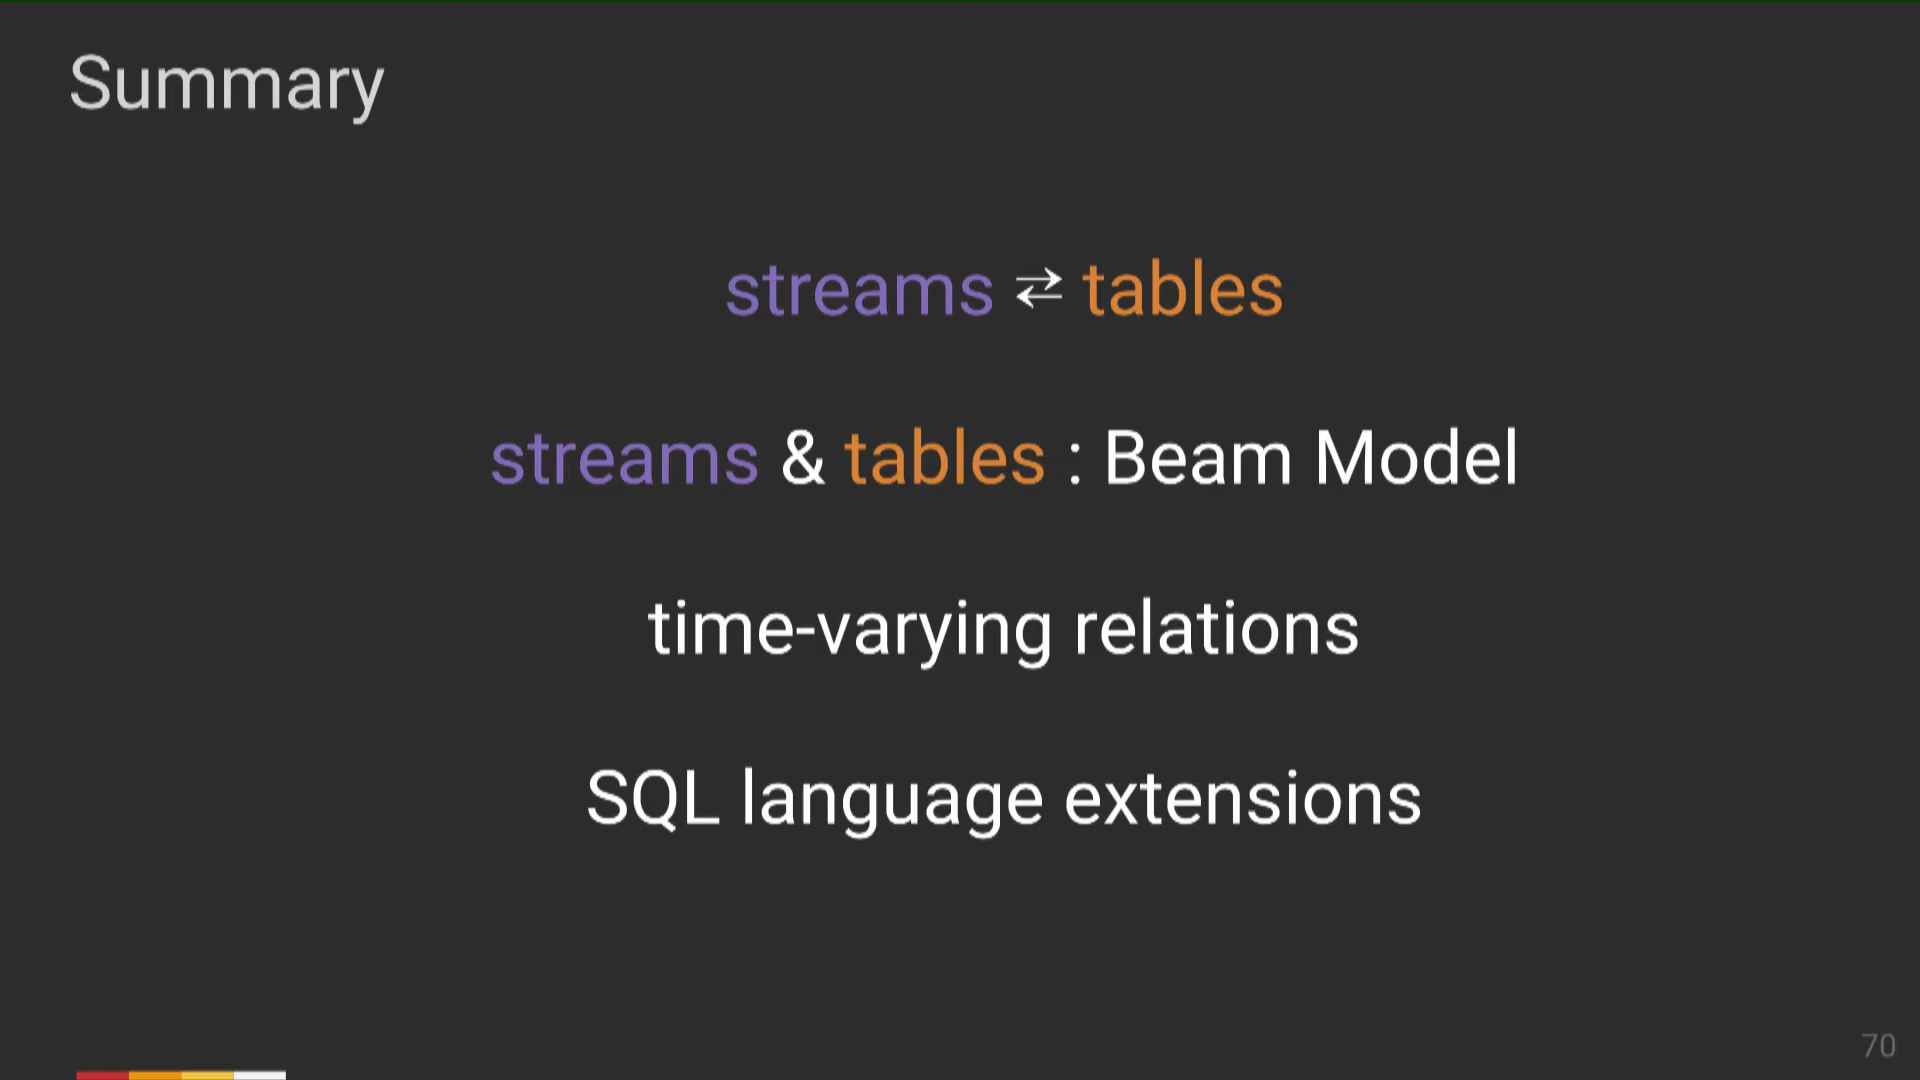 Summary
streams ⇄ tables
streams & tables : Beam Model
time-varying relations
SQL language extensions
70